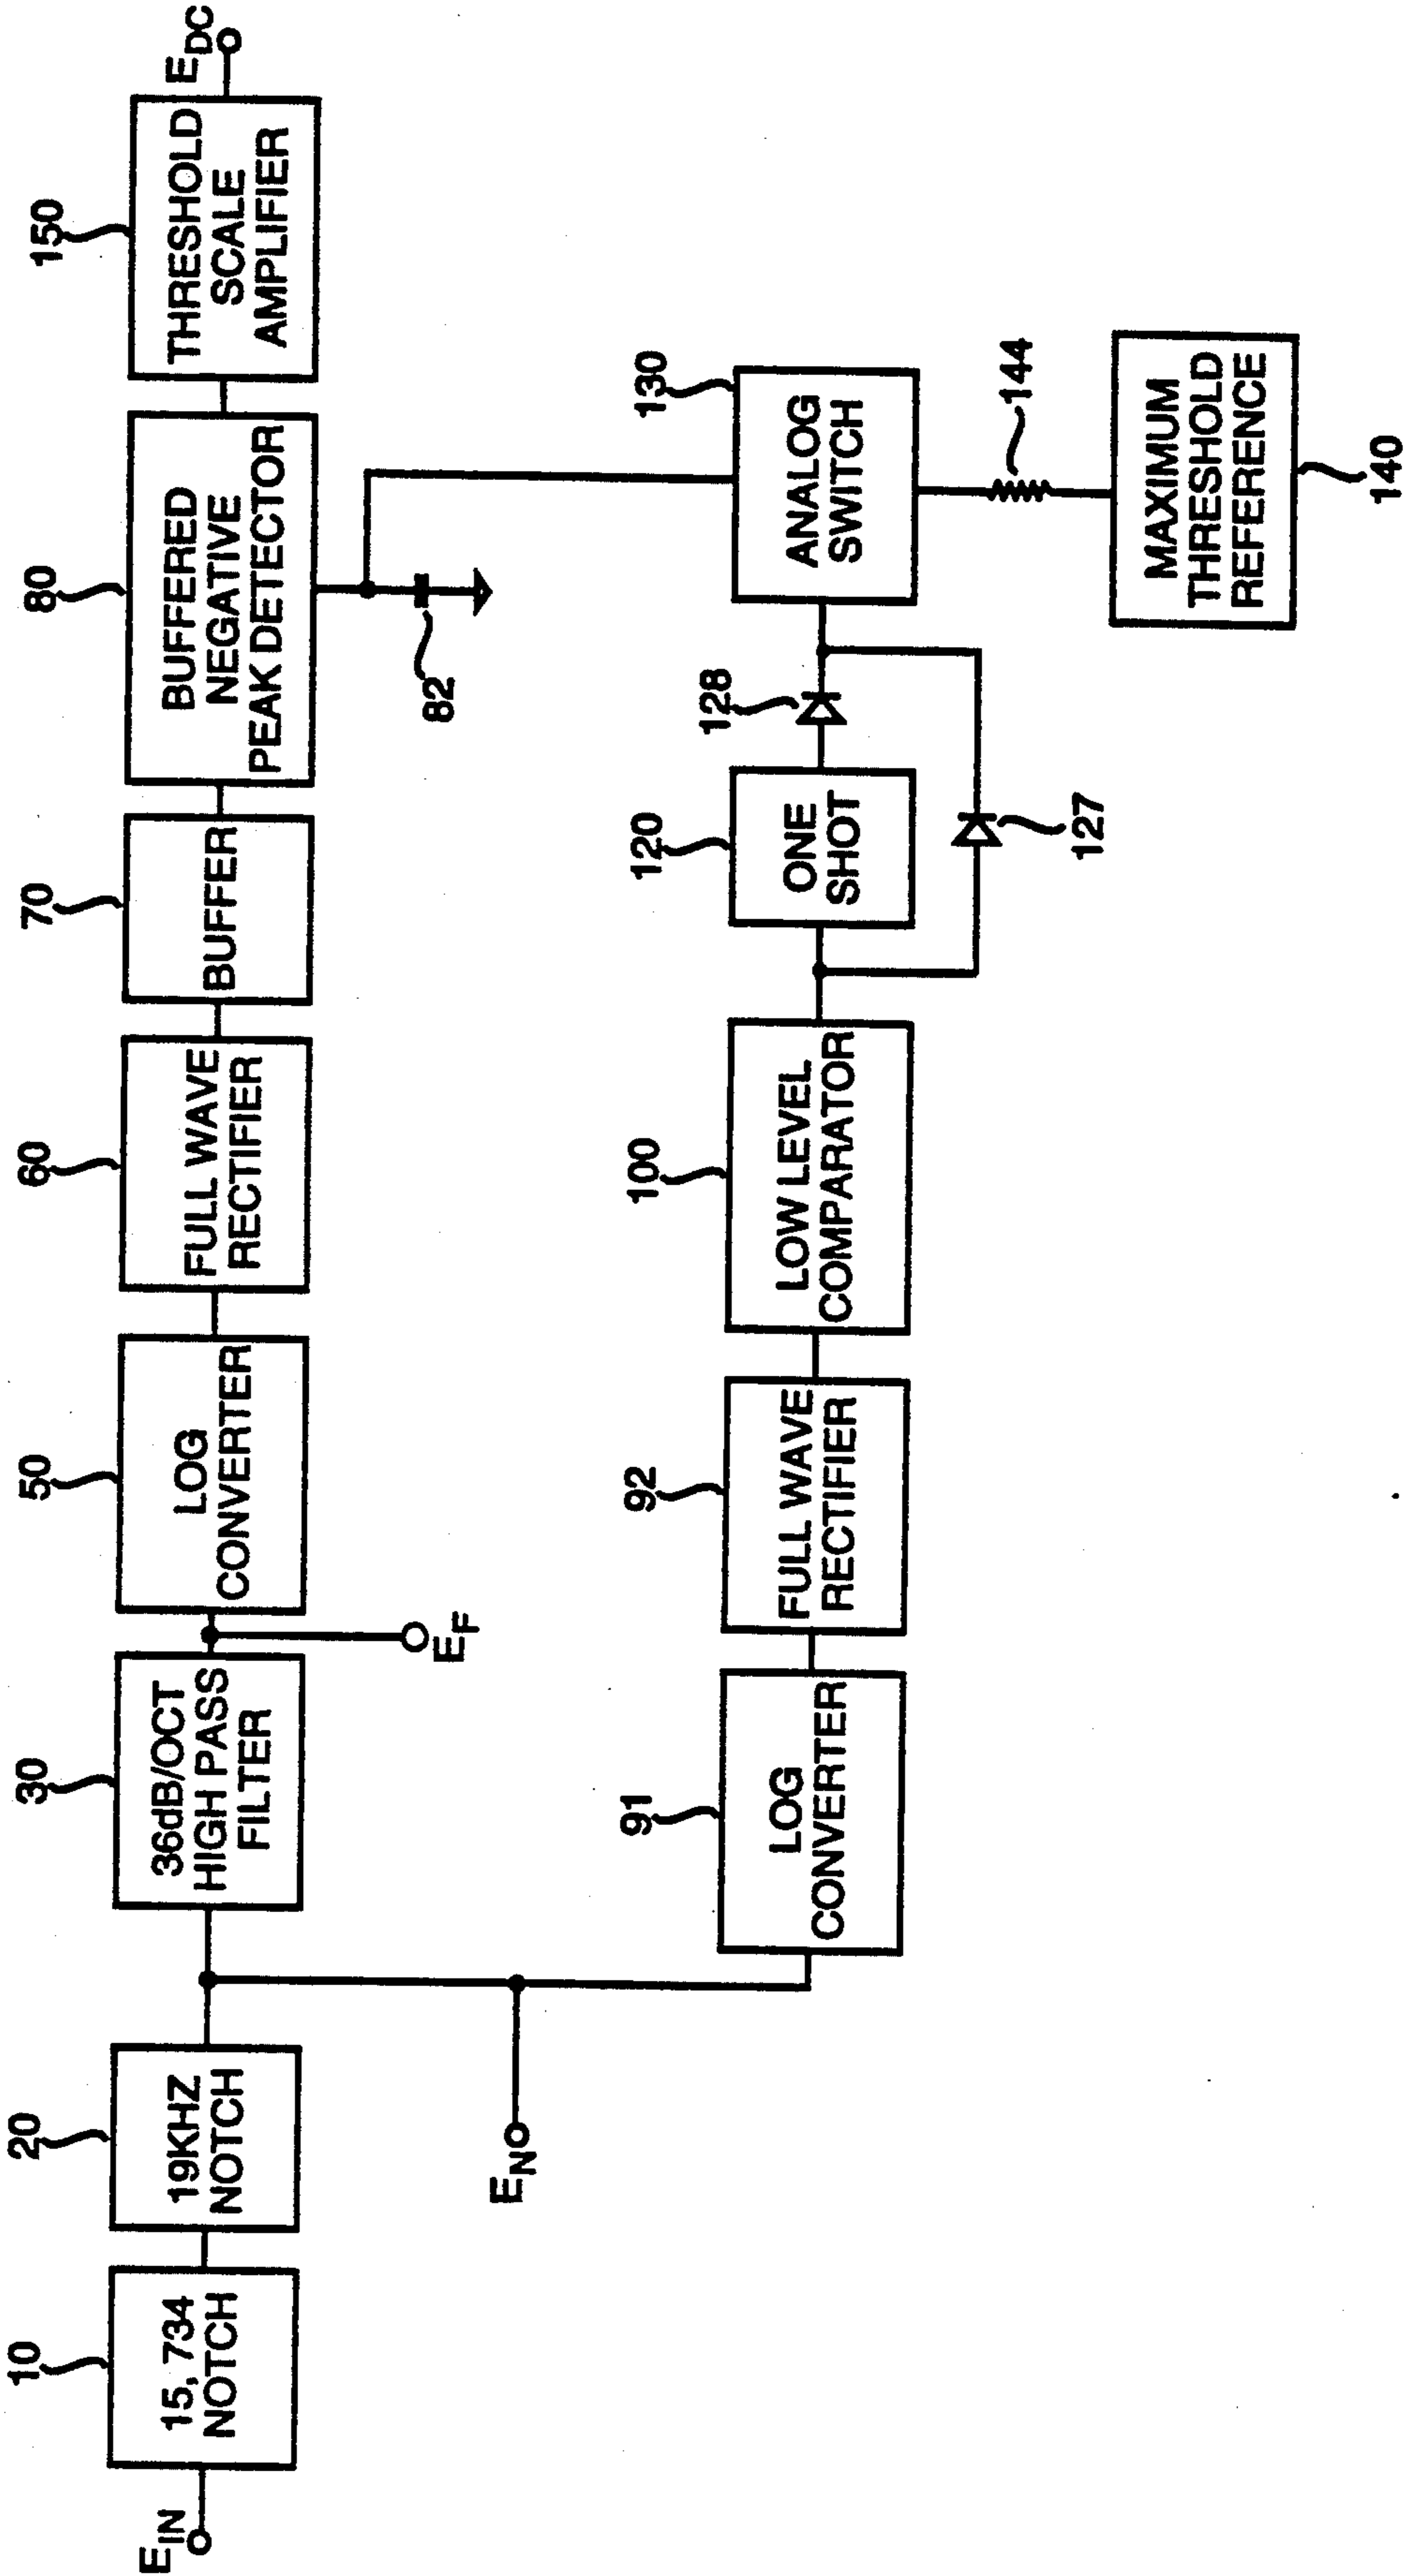 10
15, 734
NOTCH
20
19KHZ
NOTCH
30
36dB/OCT
HIGH PASS
FILTER
50
LOG
CONVERTER
60
FULL WAVE
RECTIFIER
70
BUFFER
80
BUFFERED
NEGATIVE
PEAK DETECTOR
150
THRESHOLD
SCALE
AMPLIFIER
E_IN
E_DC
E_F
82
E_N
91
LOG
CONVERTER
92
FULL WAVE
RECTIFIER
100
LOW LEVEL
COMPARATOR
120
ONE
SHOT
128
127
130
ANALOG
SWITCH
144
MAXIMUM
THRESHOLD
REFERENCE
140